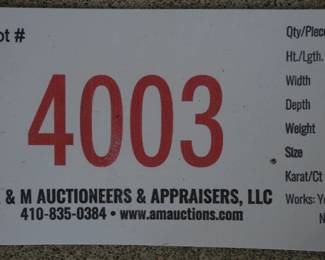 ot #
4003
& M AUCTIONEERS & APPRAISERS, LLC
410-835-0384 • www.amauctions.com
Qty/Piece
Ht./Lgth.
Width
Depth
Weight
Size
Karat/Ct
Works: Ye
N